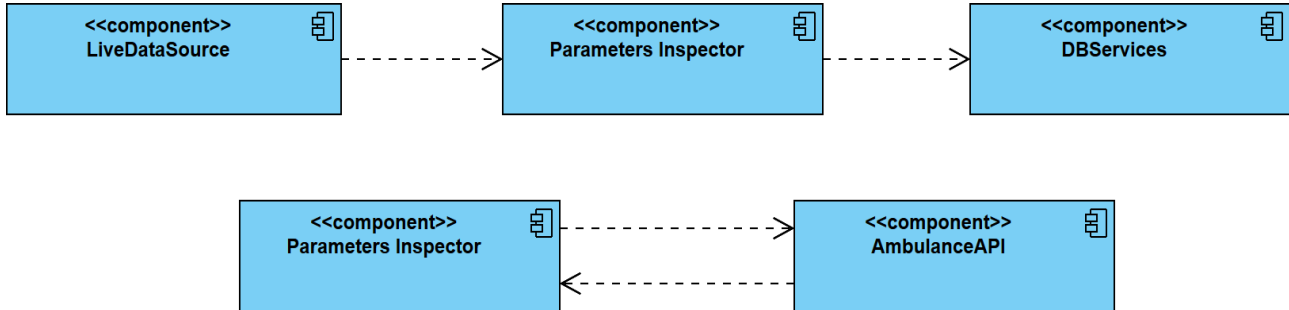 <<component>>
LiveDataSource
<<component>>
Parameters Inspector
<<component>>
DBServices
<<component>>
Parameters Inspector
<<component>>
AmbulanceAPI